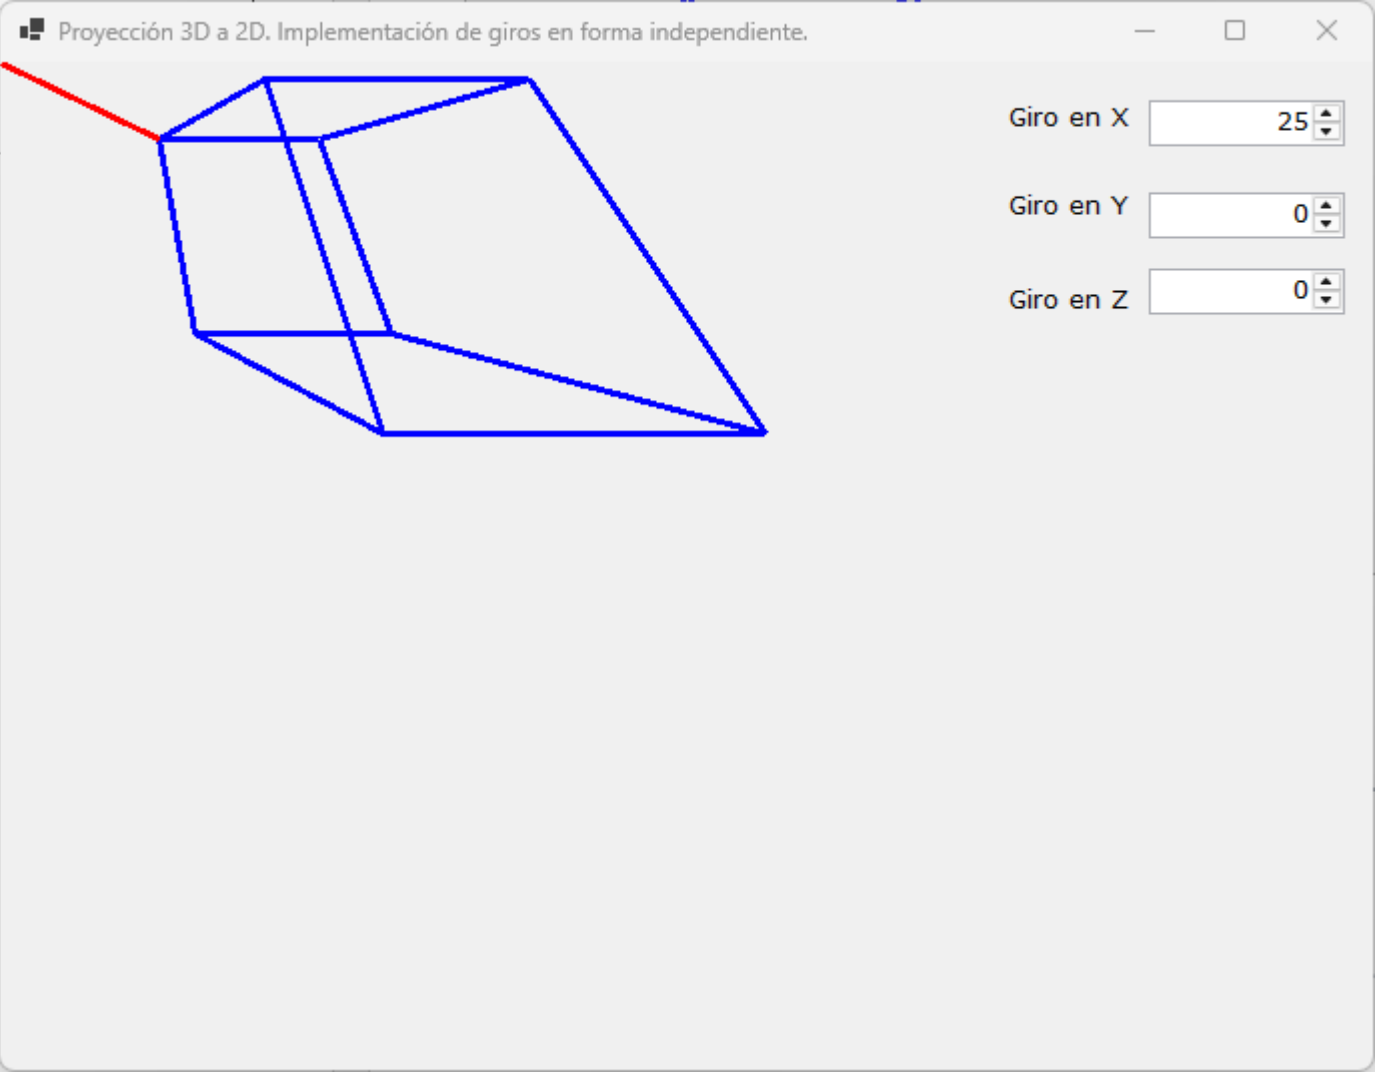 Proyección 3D a 2D. Implementación de giros en forma independiente.
Giro en X 25
Giro en Y 0
Giro en Z 0